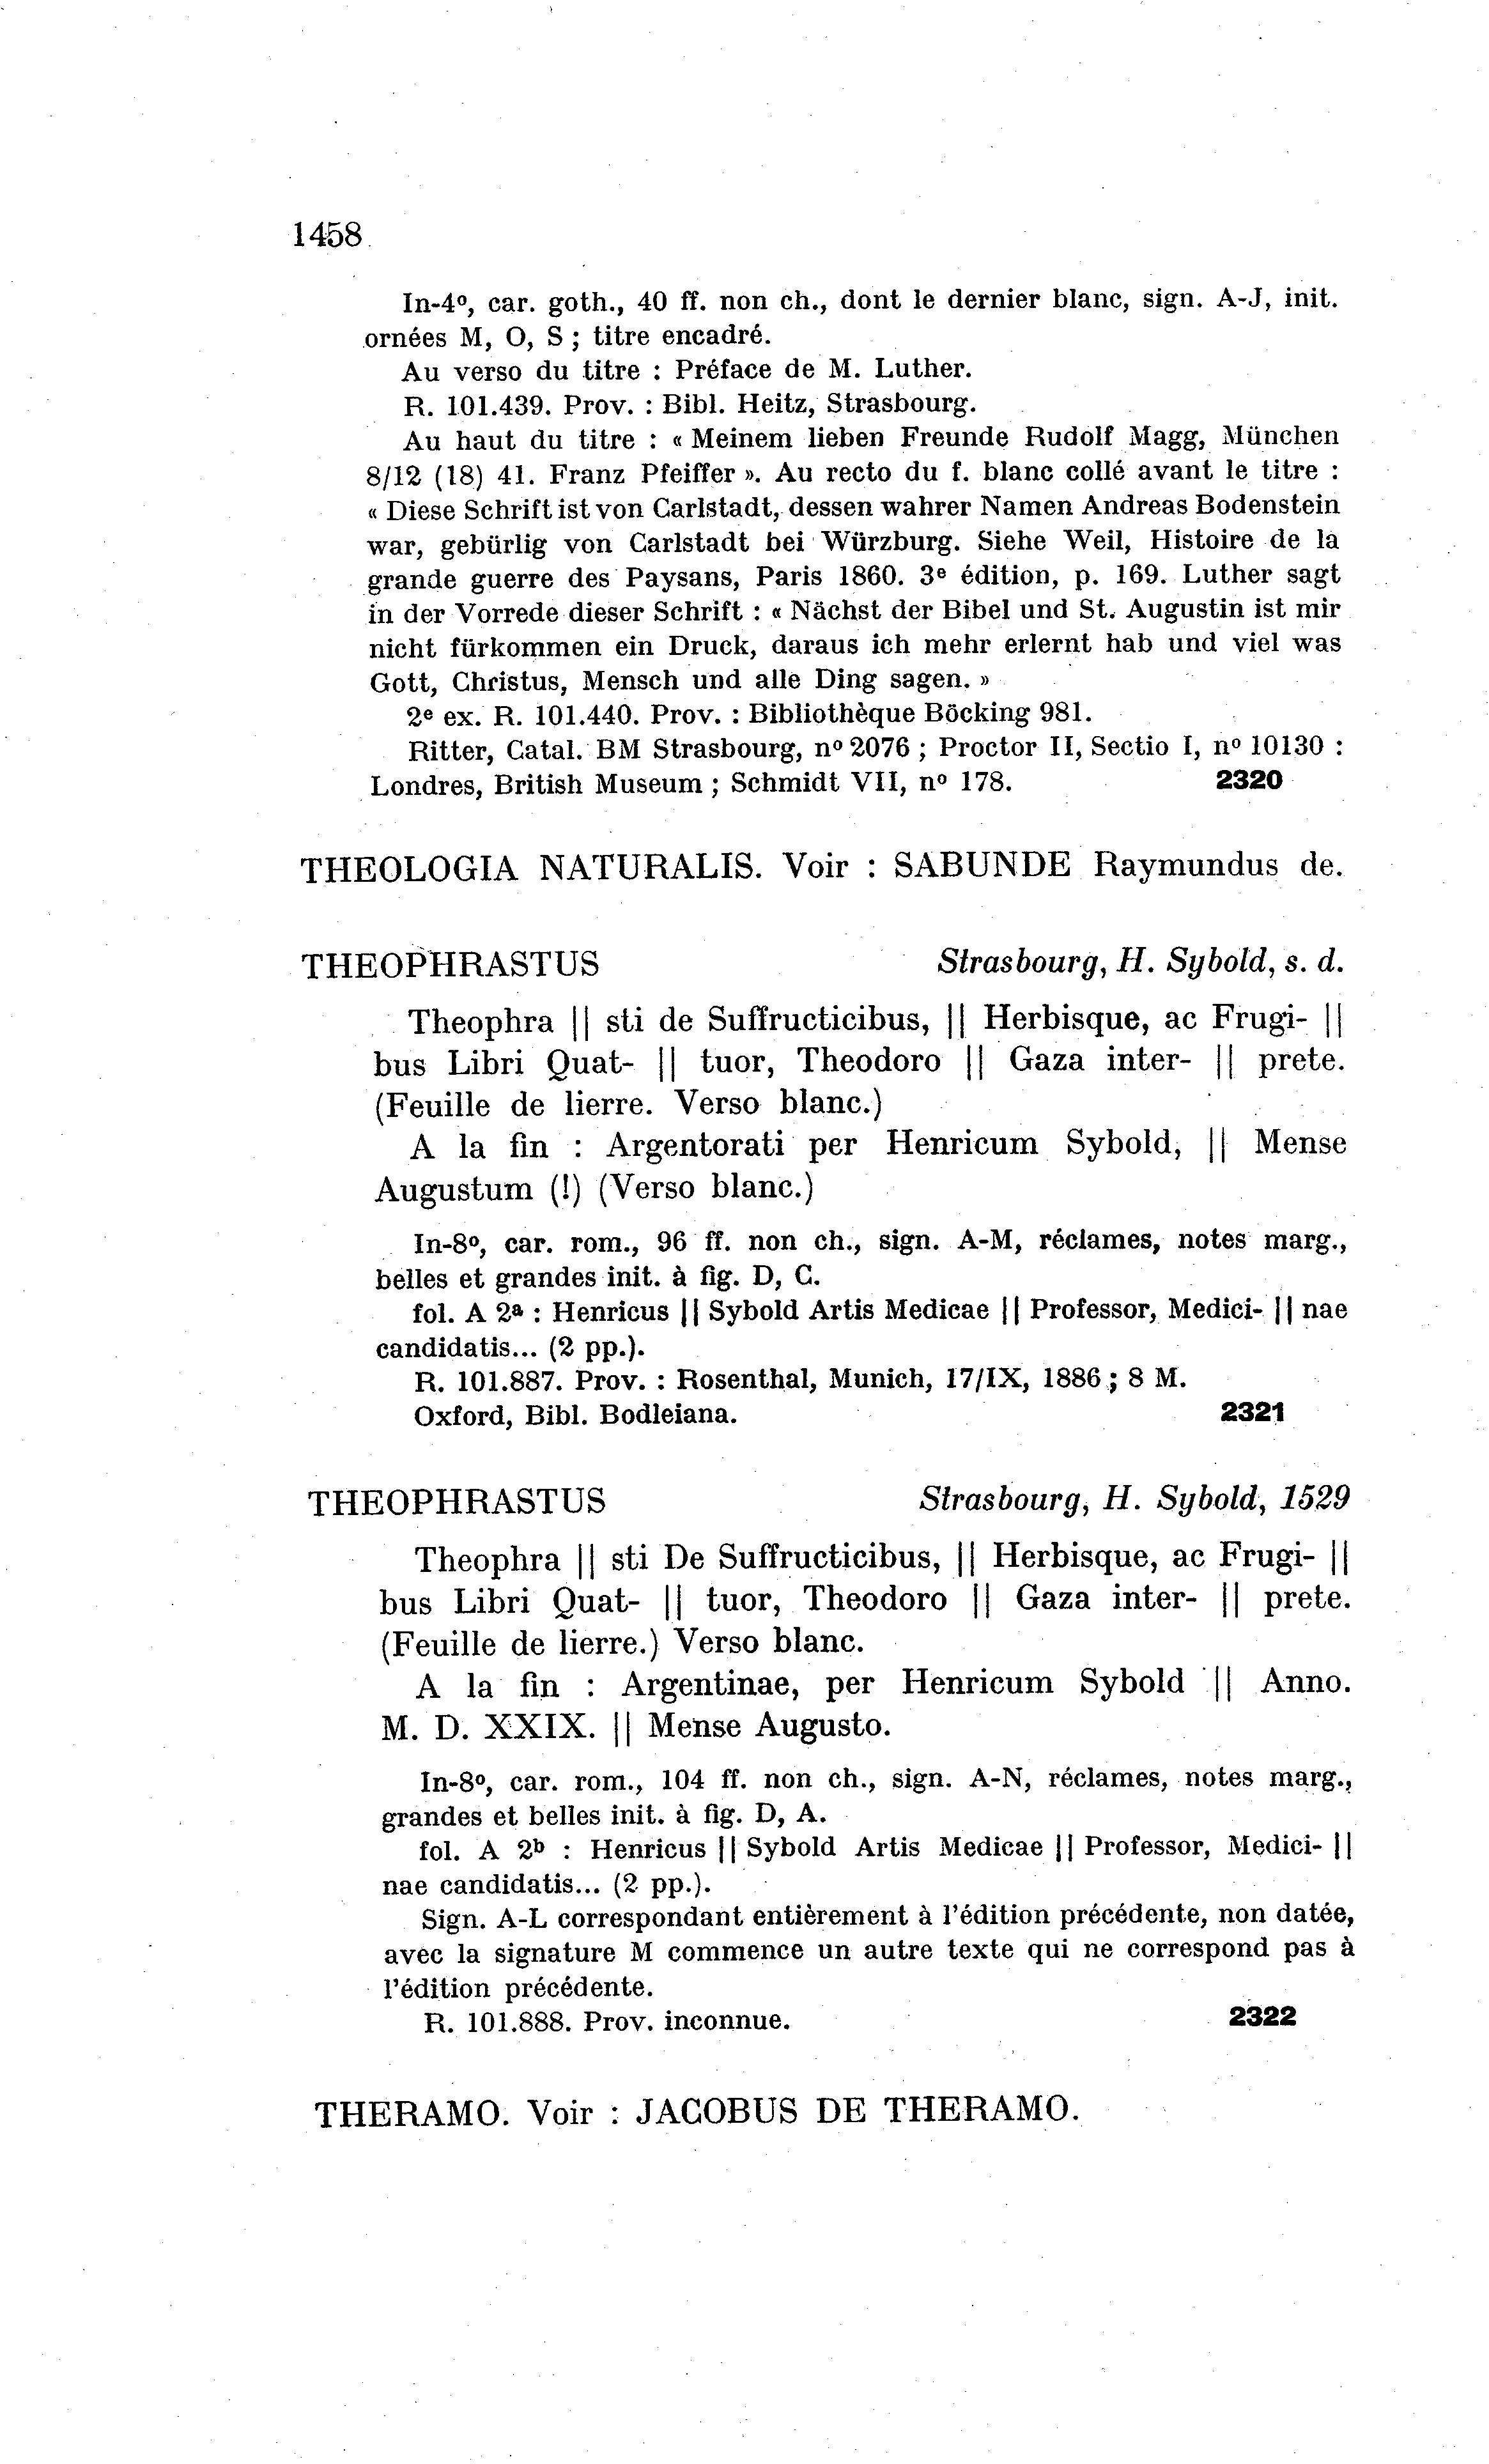 1458
In-4º, car. goth., 40 ff. non ch., dont le dernier blanc, sign. A-J, init.
ornées M, O, S ; titre encadré.
Au verso du titre : Préface de M. Luther.
R. 101.439. Prov. : Bibl. Heitz, Strasbourg.
Au haut du titre : « Meinem lieben Freunde Rudolf Magg, München
8/12 (18) 41. Franz Pfeiffer ». Au recto du f. blanc collé avant le titre :
« Diese Schrift ist von Carlstadt, dessen wahrer Namen Andreas Bodenstein
war, gebürlig von Carlstadt bei Würzburg. Siehe Weil, Histoire de la
grande guerre des Paysans, Paris 1860. 3ᵉ édition, p. 169. Luther sagt
in der Vorrede dieser Schrift : « Nächst der Bibel und St. Augustin ist mir
nicht fürkommen ein Druck, daraus ich mehr erlernt hab und viel was
Gott, Christus, Mensch und alle Ding sagen. »
2ᵉ ex. R. 101.440. Prov. : Bibliothèque Böcking 981.
Ritter, Catal. BM Strasbourg, nº 2076 ; Proctor II, Sectio I, nº 10130 :
Londres, British Museum ; Schmidt VII, nº 178. 2320
THEOLOGIA NATURALIS. Voir : SABUNDE Raymundus de.
THEOPHRASTUS Strasbourg, H. Sybold, s. d.
Theophra || sti de Suffructicibus, || Herbisque, ac Frugi- ||
bus Libri Quat- || tuor, Theodoro || Gaza inter- || prete.
(Feuille de lierre. Verso blanc.)
A la fin : Argentorati per Henricum Sybold, || Mense
Augustum (!) (Verso blanc.)
In-8º, car. rom., 96 ff. non ch., sign. A-M, réclames, notes marg.,
belles et grandes init. à fig. D, C.
fol. A 2ᵃ : Henricus || Sybold Artis Medicae || Professor, Medici- || nae
candidatis... (2 pp.).
R. 101.887. Prov. : Rosenthal, Munich, 17/IX, 1886 ; 8 M.
Oxford, Bibl. Bodleiana. 2321
THEOPHRASTUS Strasbourg, H. Sybold, 1529
Theophra || sti De Suffructicibus, || Herbisque, ac Frugi- ||
bus Libri Quat- || tuor, Theodoro || Gaza inter- || prete.
(Feuille de lierre.) Verso blanc.
A la fin : Argentinae, per Henricum Sybold || Anno.
M. D. XXIX. || Mense Augusto.
In-8º, car. rom., 104 ff. non ch., sign. A-N, réclames, notes marg.,
grandes et belles init. à fig. D, A.
fol. A 2ᵇ : Henricus || Sybold Artis Medicae || Professor, Medici- ||
nae candidatis... (2 pp.).
Sign. A-L correspondant entièrement à l'édition précédente, non datée,
avec la signature M commence un autre texte qui ne correspond pas à
l'édition précédente.
R. 101.888. Prov. inconnue. 2322
THERAMO. Voir : JACOBUS DE THERAMO.